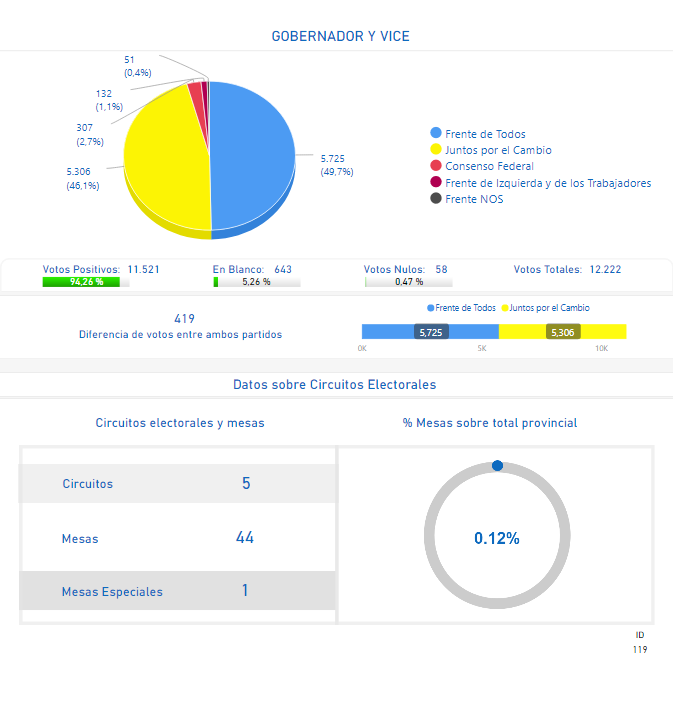 GOBERNADOR Y VICE
51
(0,4%)
132
(1,1%)
307
(2,7%)
5.306
(46,1%)
5.725
(49,7%)
Frente de Todos
Juntos por el Cambio
Consenso Federal
Frente de Izquierda y de los Trabajadores
Frente NOS
Votos Positivos: 11.521
94,26 %
En Blanco: 643
5,26 %
Votos Nulos: 58
0,47 %
Votos Totales: 12.222
419
Diferencia de votos entre ambos partidos
Frente de Todos Juntos por el Cambio
5,725 5,306
0K 5K 10K
Datos sobre Circuitos Electorales
Circuitos electorales y mesas
Circuitos 5
Mesas 44
Mesas Especiales 1
% Mesas sobre total provincial
0.12%
ID
119